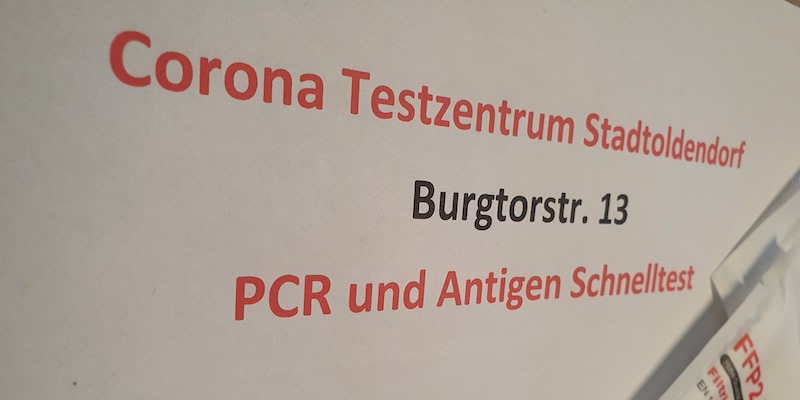 Corona Testzentrum Stadtoldendorf
Burgtorstr. 13
PCR und Antigen Schnelltest
FFP2